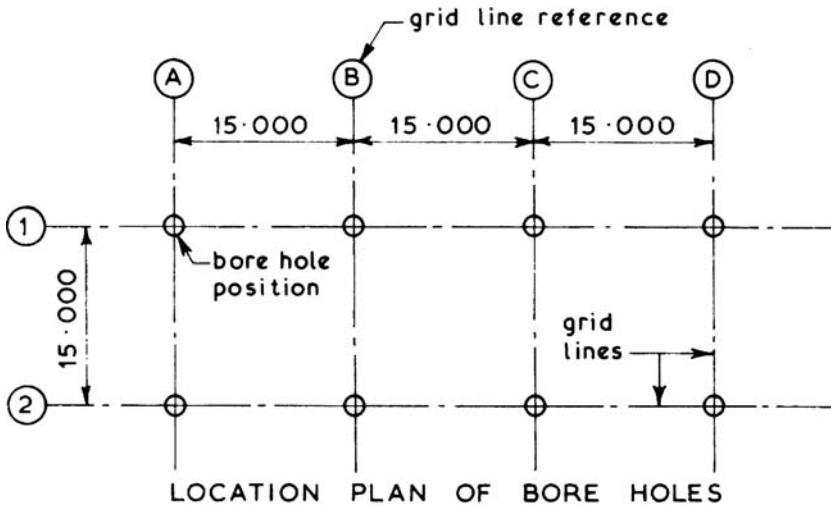 grid line reference
A B C D
15·000 15·000 15·000
1
bore hole
position
15·000
grid
lines
2
LOCATION PLAN OF BORE HOLES